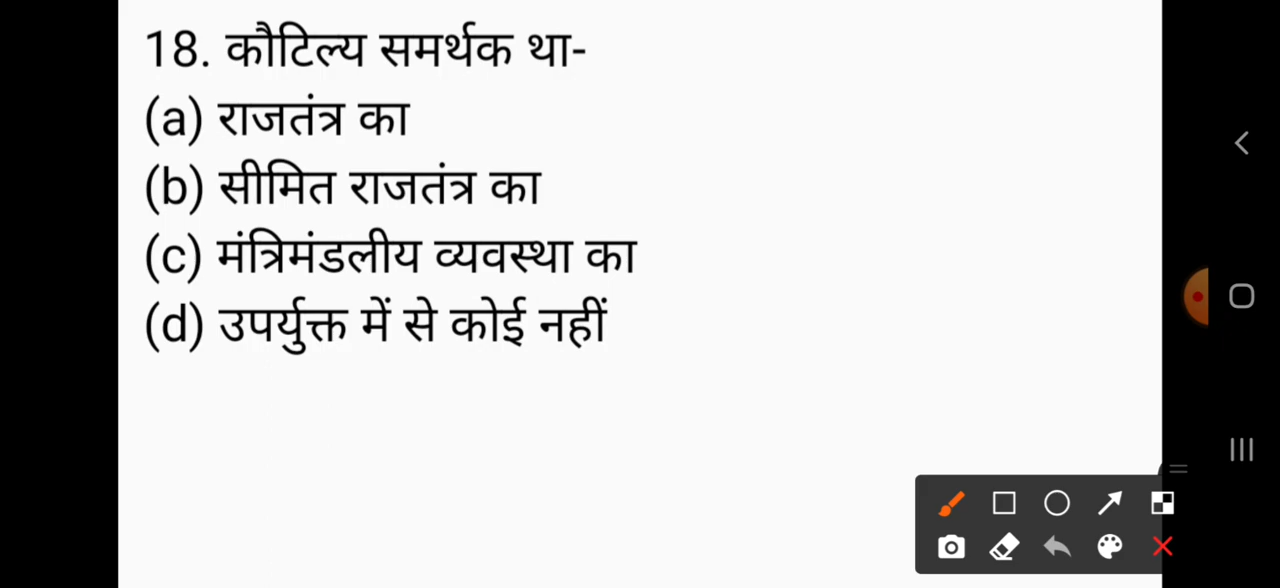 18. कौटिल्य समर्थक था-
(a) राजतंत्र का
(b) सीमित राजतंत्र का
(c) मंत्रिमंडलीय व्यवस्था का
(d) उपर्युक्त में से कोई नहीं